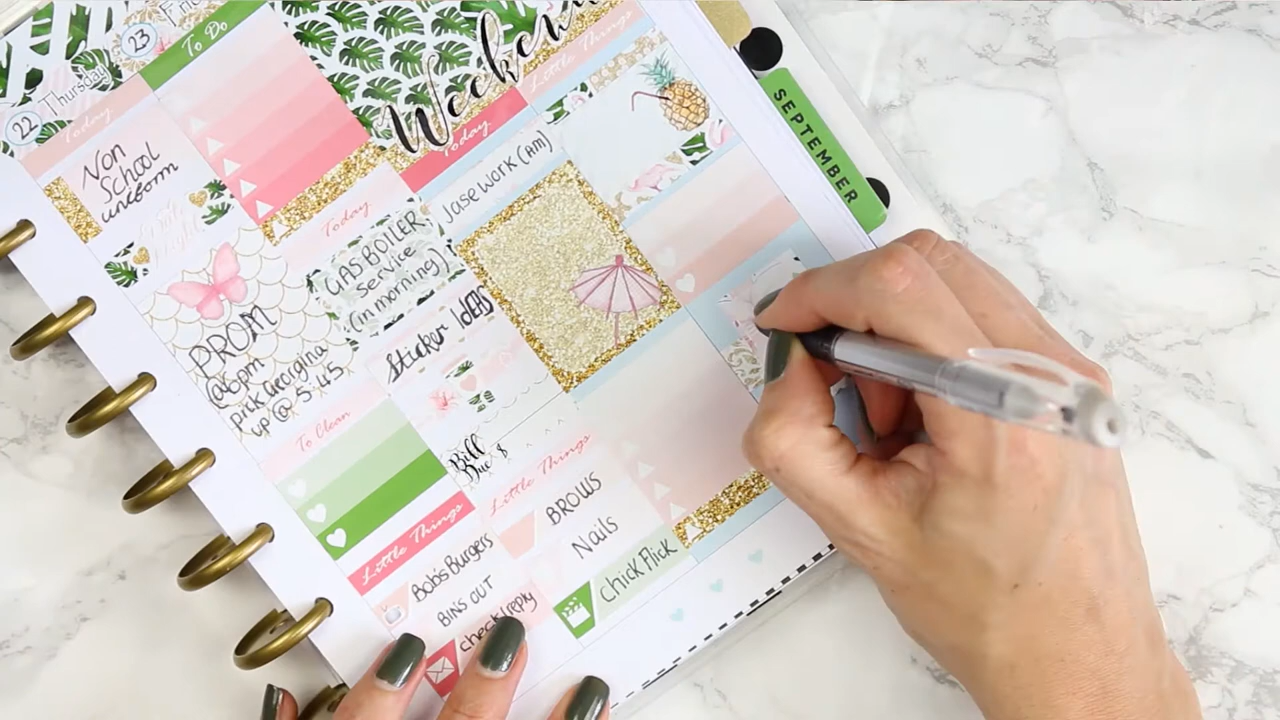 22 Thursday
Today
Non
School
uniform
PROM
@6pm
pick Georgina
up @ 5:45
To Clean
Little Things
Bob's Burgers
BINS OUT
check/reply
23
To Do
Today
GAS BOILER
Service
(in morning)
Sticker IDEAS
Bill
Due $
Little Things
BROWS
Nails
Chick Flick
Today
Jase work (AM)
Little Things
SEPTEMBER